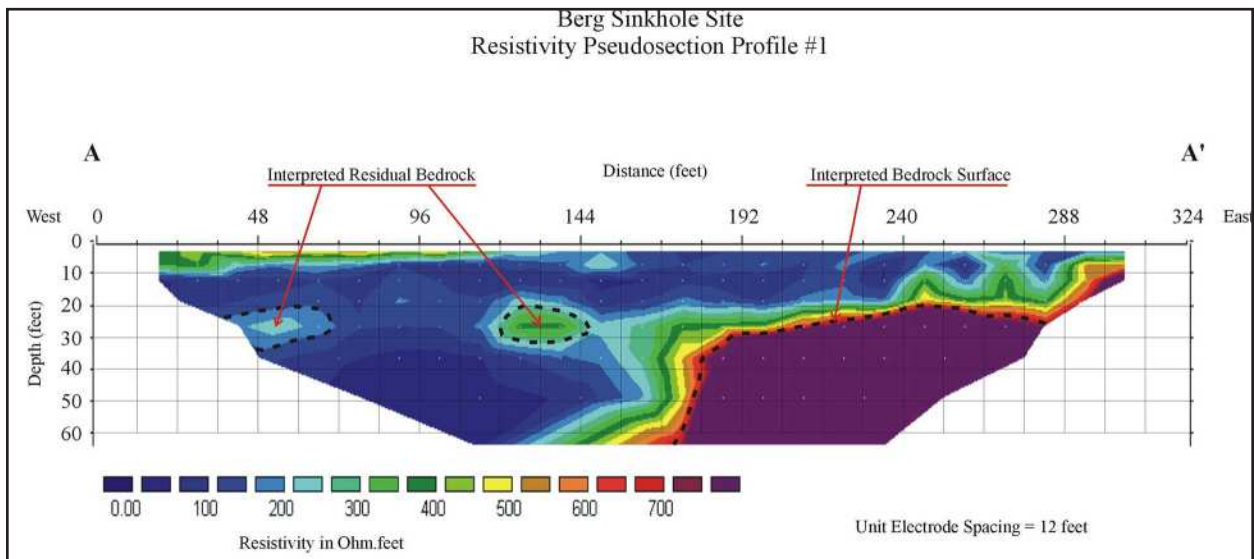 Berg Sinkhole Site
Resistivity Pseudosection Profile #1
A
A'
Interpreted Residual Bedrock
Distance (feet)
Interpreted Bedrock Surface
West 0 48 96 144 192 240 288 324 East
Depth (feet)
0
10
20
30
40
50
60
0.00 100 200 300 400 500 600 700
Resistivity in Ohm.feet
Unit Electrode Spacing = 12 feet